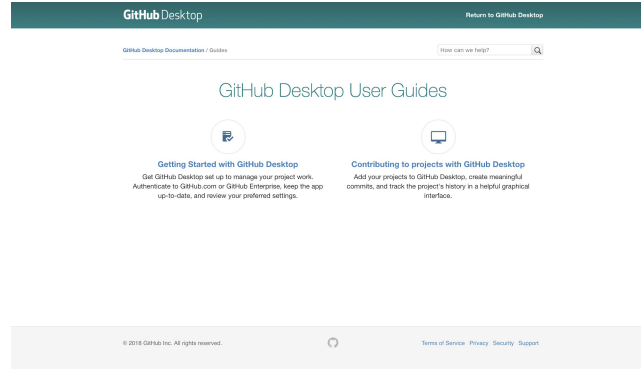 GitHub Desktop
Return to GitHub Desktop
GitHub Desktop Documentation / Guides
How can we help?
GitHub Desktop User Guides
Getting Started with GitHub Desktop
Get GitHub Desktop set up to manage your project work.
Authenticate to GitHub.com or GitHub Enterprise, keep the app
up-to-date, and review your preferred settings.
Contributing to projects with GitHub Desktop
Add your projects to GitHub Desktop, create meaningful
commits, and track the project's history in a helpful graphical
interface.
© 2018 GitHub Inc. All rights reserved.
Terms of Service Privacy Security Support